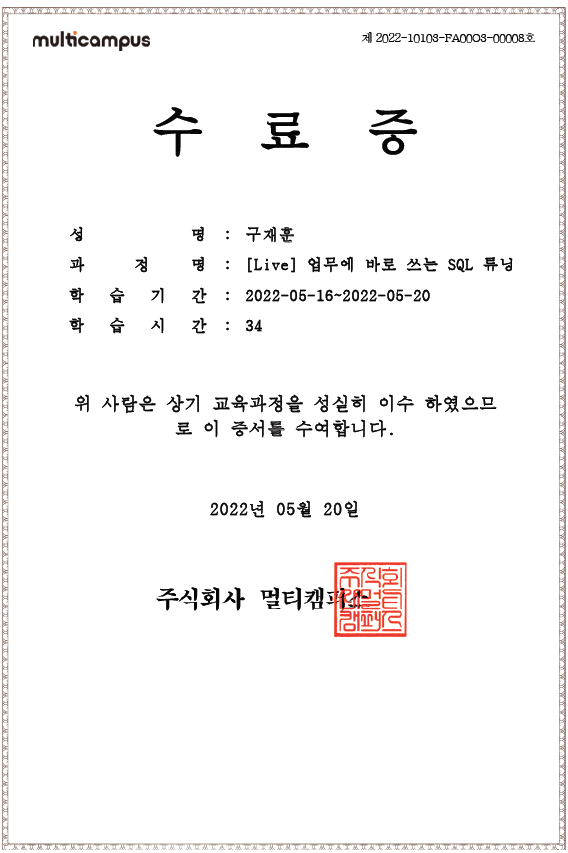 multicampus
제 2022-10103-FA0003-00008호
수 료 증
성 명 : 구재훈
과 정 명 : [Live] 업무에 바로 쓰는 SQL 튜닝
학 습 기 간 : 2022-05-16~2022-05-20
학 습 시 간 : 34
위 사람은 상기 교육과정을 성실히 이수 하였으므
로 이 증서를 수여합니다.
2022년 05월 20일
주식회사 멀티캠퍼스
주식회
사멀티
캠퍼스